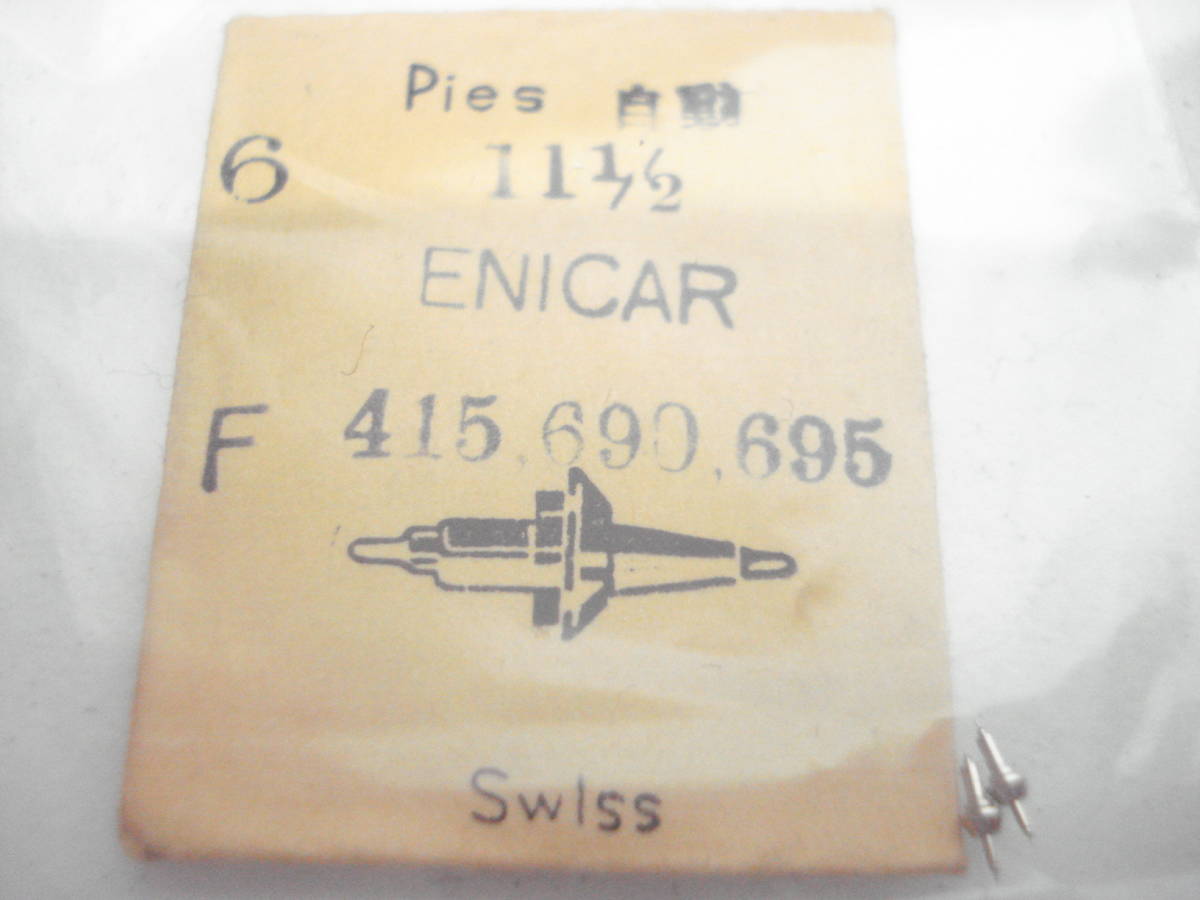 Pies 自動
6 11½
ENICAR
F 415,690,695
Swiss